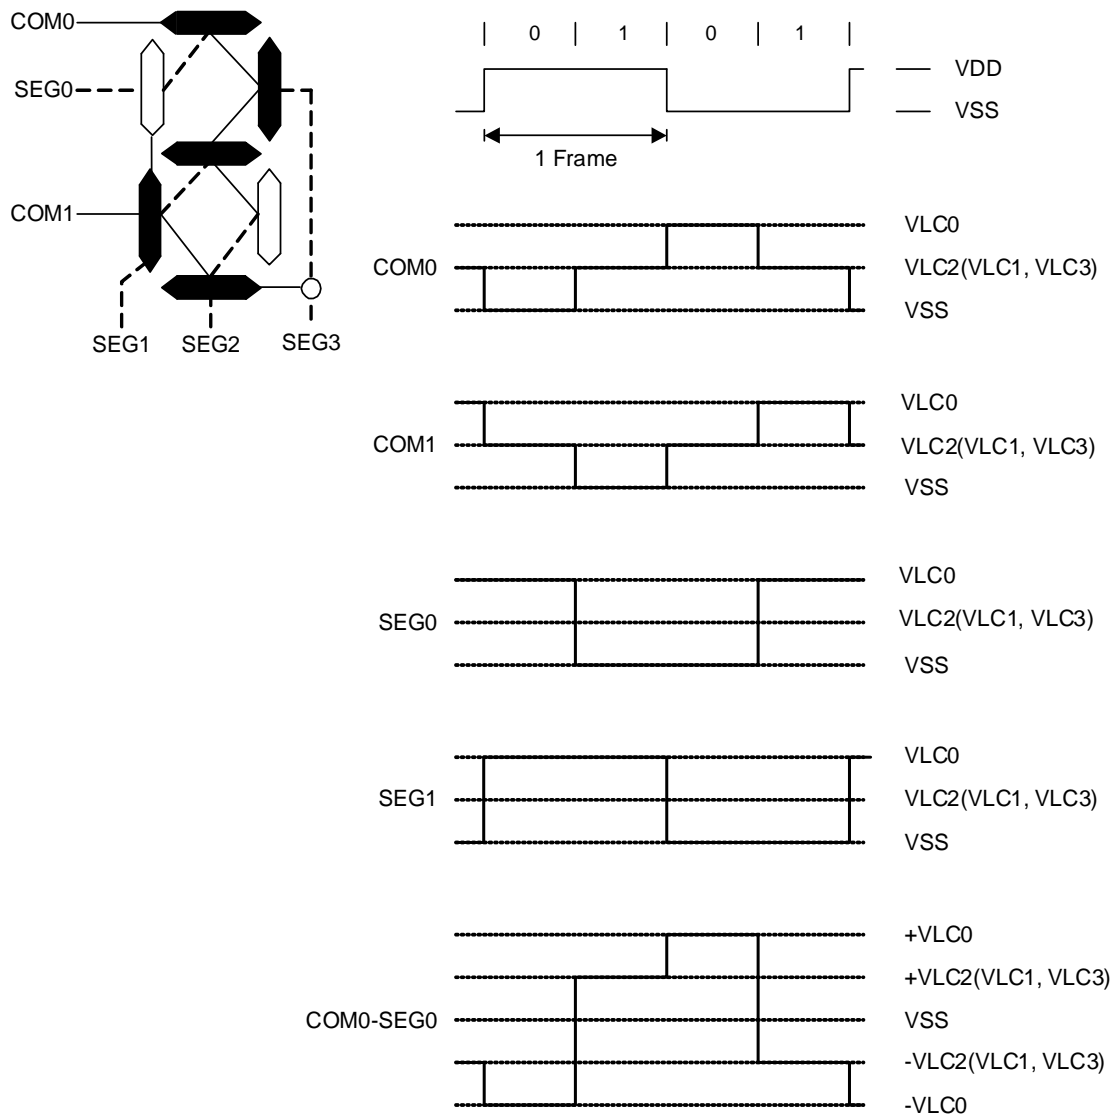 COM0
SEG0
COM1
SEG1 SEG2 SEG3
| 0 | 1 | 0 | 1 |
VDD
VSS
1 Frame
COM0
VLC0
VLC2(VLC1, VLC3)
VSS
COM1
VLC0
VLC2(VLC1, VLC3)
VSS
SEG0
VLC0
VLC2(VLC1, VLC3)
VSS
SEG1
VLC0
VLC2(VLC1, VLC3)
VSS
COM0-SEG0
+VLC0
+VLC2(VLC1, VLC3)
VSS
-VLC2(VLC1, VLC3)
-VLC0